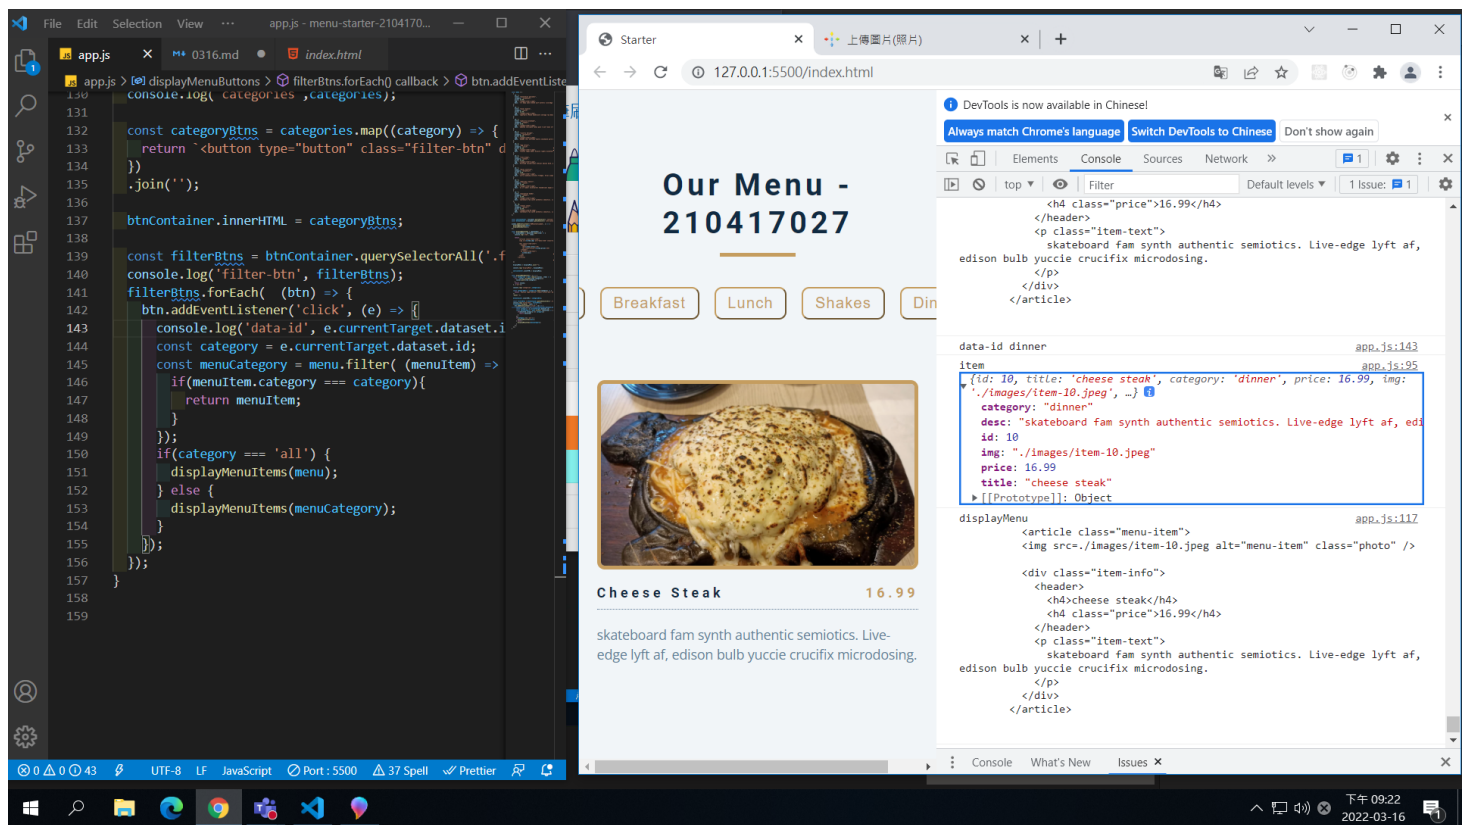 File Edit Selection View ··· app.js - menu-starter-2104170...
app.js 0316.md index.html
app.js > displayMenuButtons > filterBtns.forEach() callback > btn.addEventListe
130 console.log('categories',categories);
131
132 const categoryBtns = categories.map((category) => {
133 return `<button type="button" class="filter-btn" d
134 })
135 .join('');
136
137 btnContainer.innerHTML = categoryBtns;
138
139 const filterBtns = btnContainer.querySelectorAll('.f
140 console.log('filter-btn', filterBtns);
141 filterBtns.forEach( (btn) => {
142 btn.addEventListener('click', (e) => {
143 console.log('data-id', e.currentTarget.dataset.i
144 const category = e.currentTarget.dataset.id;
145 const menuCategory = menu.filter( (menuItem) =>
146 if(menuItem.category === category){
147 return menuItem;
148 }
149 });
150 if(category === 'all') {
151 displayMenuItems(menu);
152 } else {
153 displayMenuItems(menuCategory);
154 }
155 });
156 });
157 }
158
159
0 0 43 UTF-8 LF JavaScript Port : 5500 37 Spell Prettier
Starter 上傳圖片(照片)
127.0.0.1:5500/index.html
Our Menu -
210417027
Breakfast Lunch Shakes Din
Cheese Steak 16.99
skateboard fam synth authentic semiotics. Live-
edge lyft af, edison bulb yuccie crucifix microdosing.
DevTools is now available in Chinese!
Always match Chrome's language Switch DevTools to Chinese Don't show again
Elements Console Sources Network » 1
top ▼ Filter Default levels ▼ 1 Issue: 1
<h4 class="price">16.99</h4>
</header>
<p class="item-text">
skateboard fam synth authentic semiotics. Live-edge lyft af,
edison bulb yuccie crucifix microdosing.
</p>
</div>
</article>
data-id dinner app.js:143
item app.js:95
{id: 10, title: 'cheese steak', category: 'dinner', price: 16.99, img:
'./images/item-10.jpeg', …}
category: "dinner"
desc: "skateboard fam synth authentic semiotics. Live-edge lyft af, edi
id: 10
img: "./images/item-10.jpeg"
price: 16.99
title: "cheese steak"
[[Prototype]]: Object
displayMenu app.js:117
<article class="menu-item">
<img src=./images/item-10.jpeg alt="menu-item" class="photo" />
<div class="item-info">
<header>
<h4>cheese steak</h4>
<h4 class="price">16.99</h4>
</header>
<p class="item-text">
skateboard fam synth authentic semiotics. Live-edge lyft af,
edison bulb yuccie crucifix microdosing.
</p>
</div>
</article>
Console What's New Issues
下午 09:22
2022-03-16
1